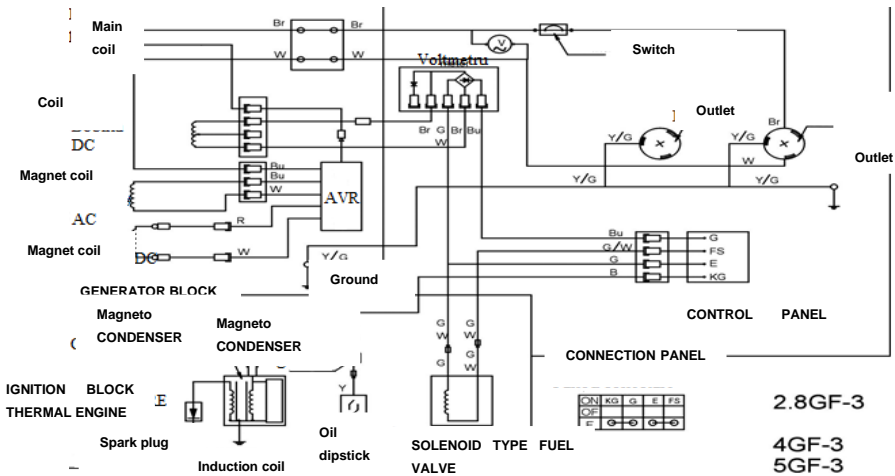 Main
coil
Br
Br
W
W
V
Switch
Voltmetru
Coil
DC
Br G Br Bu
W
Outlet
Y/G
Y/G
Br
W
Outlet
Magnet coil
Bu
Bu
W
AVR
Y/G
Y/G
AC
R
Magnet coil
DC
W
Y/G
Ground
Bu
G/W
G
B
G
FS
E
KG
GENERATOR BLOCK
Magneto
CONDENSER
Magneto
CONDENSER
CONTROL PANEL
G
W
G
W
CONNECTION PANEL
G
G
W
IGNITION BLOCK
THERMAL ENGINE
E
Y
ON KG G E FS
OF
2.8GF-3
Spark plug
Oil
dipstick
Induction coil
SOLENOID TYPE FUEL
VALVE
4GF-3
5GF-3